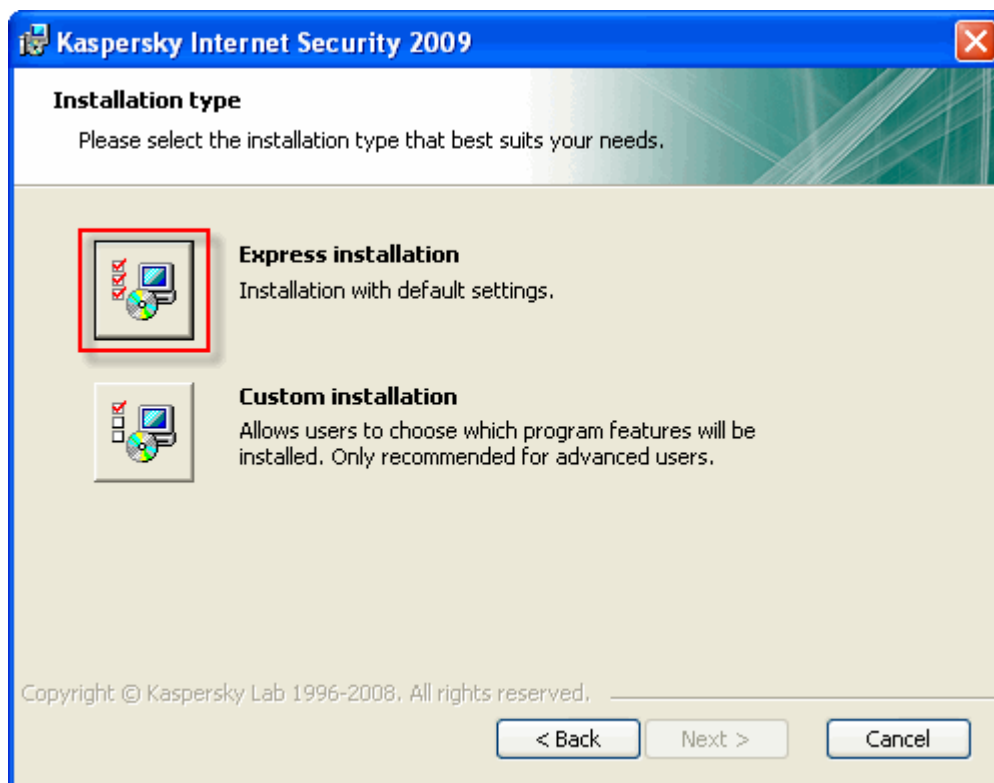 Kaspersky Internet Security 2009
Installation type
Please select the installation type that best suits your needs.
Express installation
Installation with default settings.
Custom installation
Allows users to choose which program features will be
installed. Only recommended for advanced users.
Copyright © Kaspersky Lab 1996-2008. All rights reserved.
< Back
Next >
Cancel